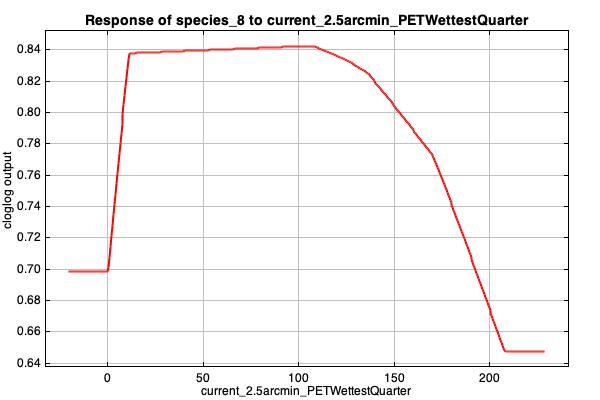 Response of species_8 to current_2.5arcmin_PETWettestQuarter
cloglog output
0.84
0.82
0.80
0.78
0.76
0.74
0.72
0.70
0.68
0.66
0.64
0 50 100 150 200
current_2.5arcmin_PETWettestQuarter